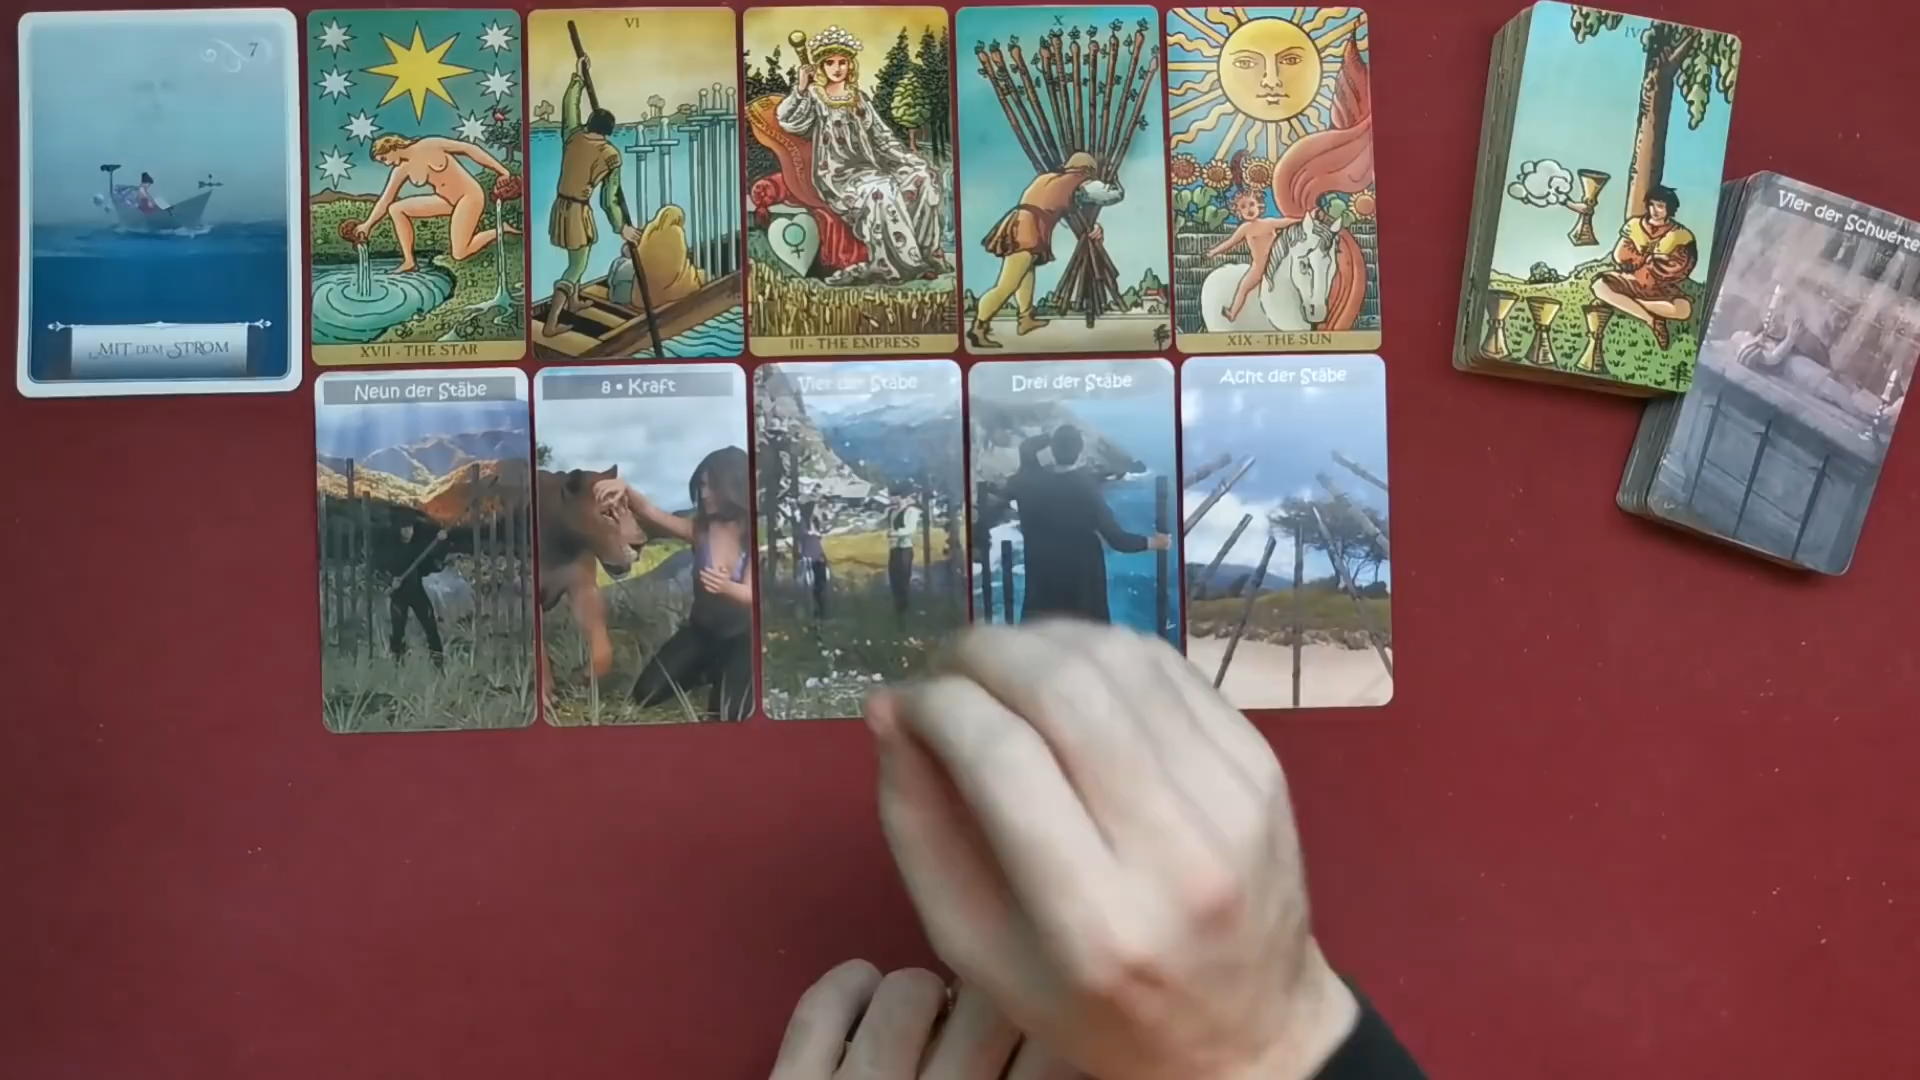 7
MIT DEM STROM
XVII - THE STAR
VI
III - THE EMPRESS
X
XIX - THE SUN
IV
Vier der Schwerter
Neun der Stäbe
8 • Kraft
Vier der Stäbe
Drei der Stäbe
Acht der Stäbe